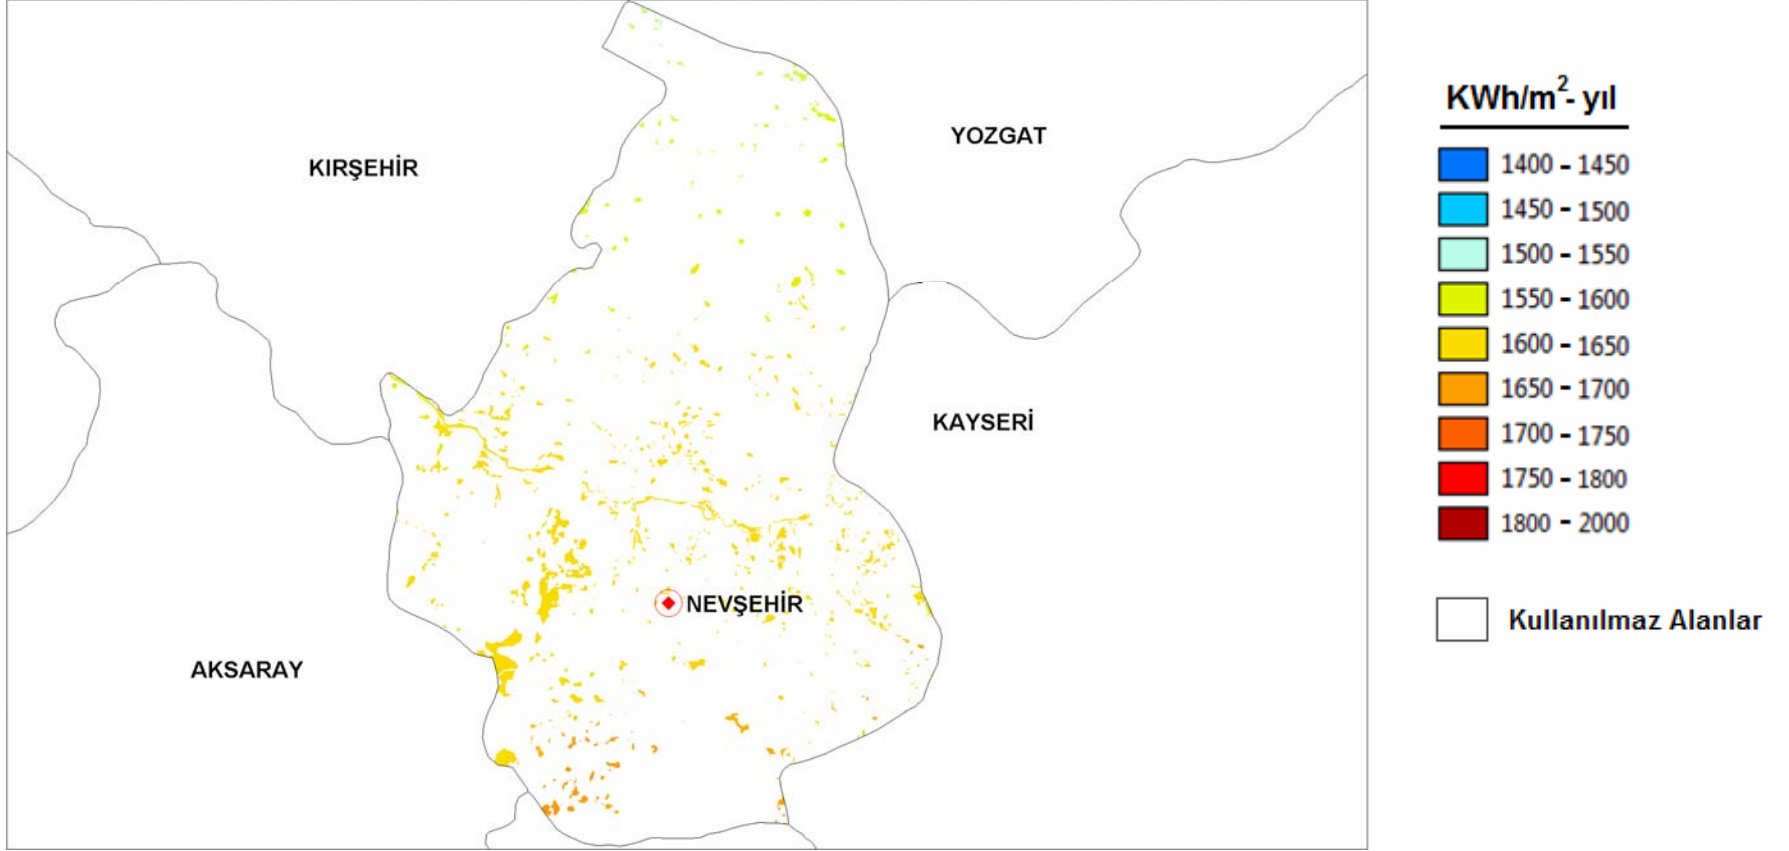 YOZGAT
KIRŞEHİR
KAYSERİ
NEVŞEHİR
AKSARAY
KWh/m²- yıl
1400 - 1450
1450 - 1500
1500 - 1550
1550 - 1600
1600 - 1650
1650 - 1700
1700 - 1750
1750 - 1800
1800 - 2000
Kullanılmaz Alanlar